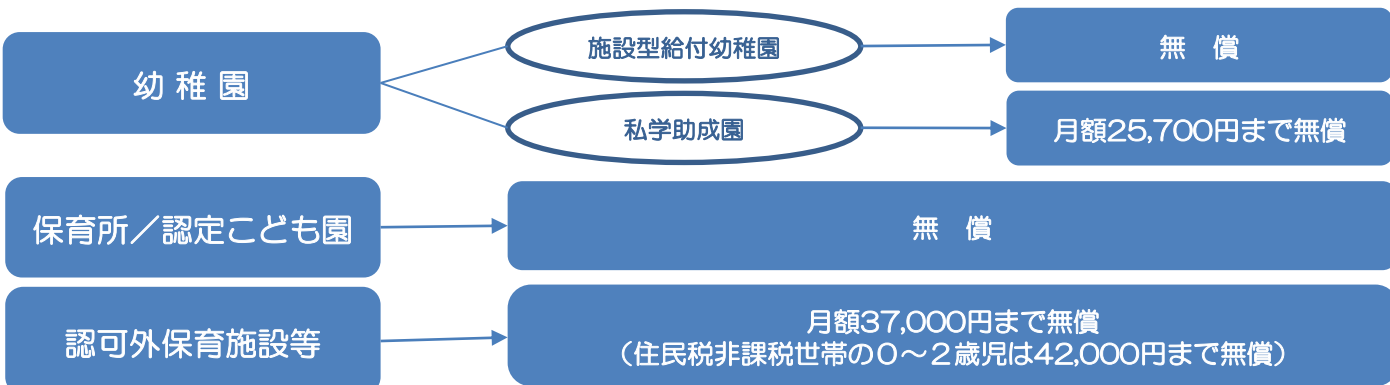 幼 稚 園
施設型給付幼稚園
無　償
私学助成園
月額25,700円まで無償
保育所／認定こども園
無　償
認可外保育施設等
月額37,000円まで無償
（住民税非課税世帯の０～２歳児は42,000円まで無償）